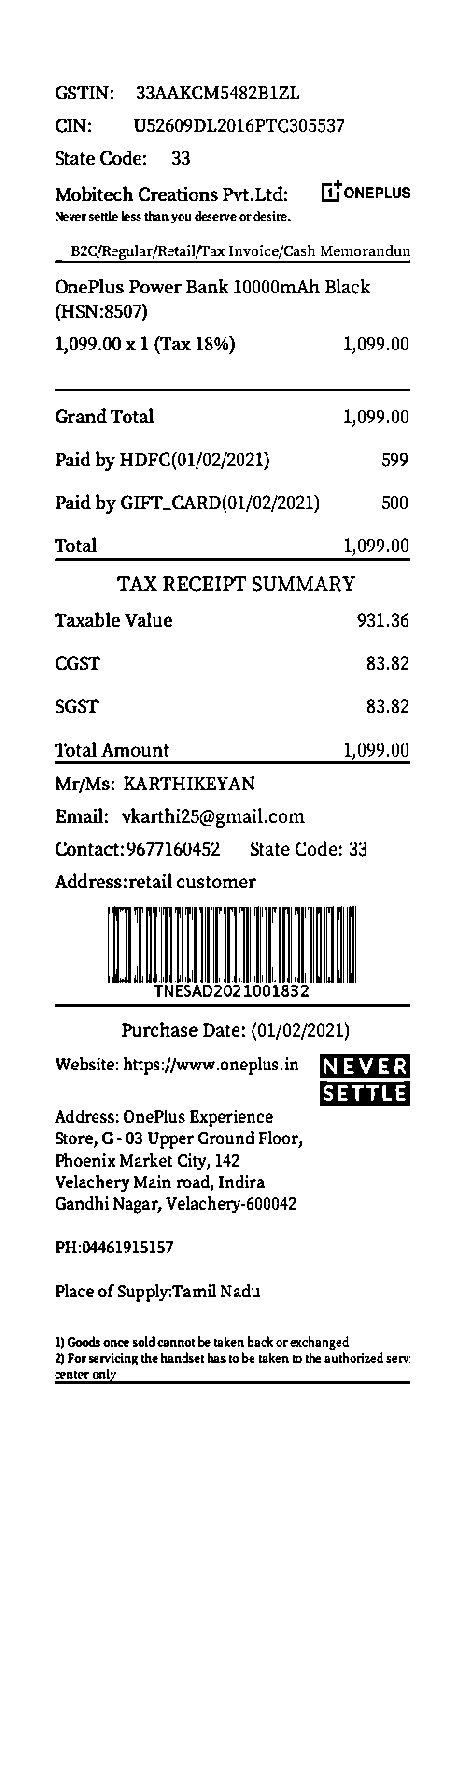 GSTIN: 33AAKCM5482B1ZL
CIN: U52609DL2016PTC305537
State Code: 33
Mobitech Creations Pvt.Ltd: ONEPLUS
Never settle less than you deserve or desire.
B2C/Regular/Retail/Tax Invoice/Cash Memorandun
OnePlus Power Bank 10000mAh Black
(HSN:8507)
1,099.00 x 1 (Tax 18%) 1,099.00
Grand Total 1,099.00
Paid by HDFC(01/02/2021) 599
Paid by GIFT_CARD(01/02/2021) 500
Total 1,099.00
TAX RECEIPT SUMMARY
Taxable Value 931.36
CGST 83.82
SGST 83.82
Total Amount 1,099.00
Mr/Ms: KARTHIKEYAN
Email: vkarthi25@gmail.com
Contact:9677160452 State Code: 33
Address:retail customer
TNESAD2021001832
Purchase Date: (01/02/2021)
Website: https://www.oneplus.in NEVER
SETTLE
Address: OnePlus Experience
Store, G - 03 Upper Ground Floor,
Phoenix Market City, 142
Velachery Main road, Indira
Gandhi Nagar, Velachery-600042
PH:04461915157
Place of Supply:Tamil Nadu
1) Goods once sold cannot be taken back or exchanged
2) For servicing the handset has to be taken to the authorized serv
center only